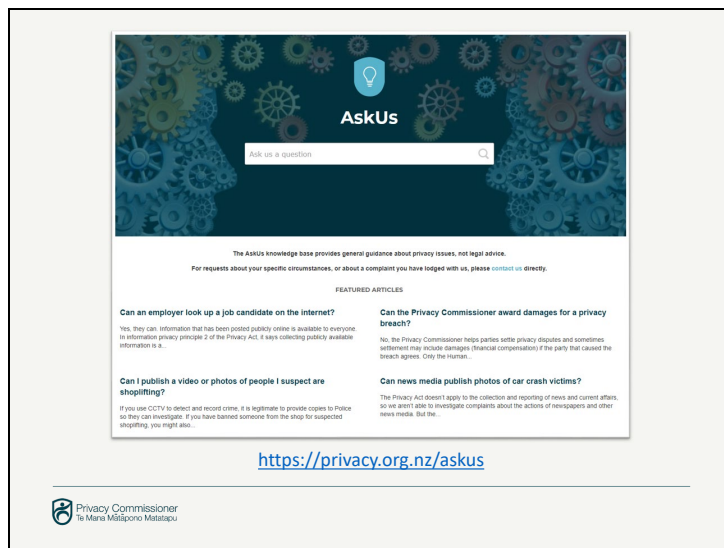 AskUs
Ask us a question
The AskUs knowledge base provides general guidance about privacy issues, not legal advice.
For requests about your specific circumstances, or about a complaint you have lodged with us, please contact us directly.
FEATURED ARTICLES
Can an employer look up a job candidate on the internet?
Yes, they can. Information that has been posted publicly online is available to everyone.
In information privacy principle 2 of the Privacy Act, it says collecting publicly available
information is a...
Can the Privacy Commissioner award damages for a privacy
breach?
No, the Privacy Commissioner helps parties settle privacy disputes and sometimes
settlement may include damages (financial compensation) if the party that caused the
breach agrees. Only the Human...
Can I publish a video or photos of people I suspect are
shoplifting?
If you use CCTV to detect and record crime, it is legitimate to provide copies to Police
so they can investigate. If you have banned someone from the shop for suspected
shoplifting, you might also...
Can news media publish photos of car crash victims?
The Privacy Act doesn't apply to the collection and reporting of news and current affairs,
so we aren't able to investigate complaints about the actions of newspapers and other
news media. But the...
https://privacy.org.nz/askus
Privacy Commissioner
Te Mana Mātāpono Matatapu